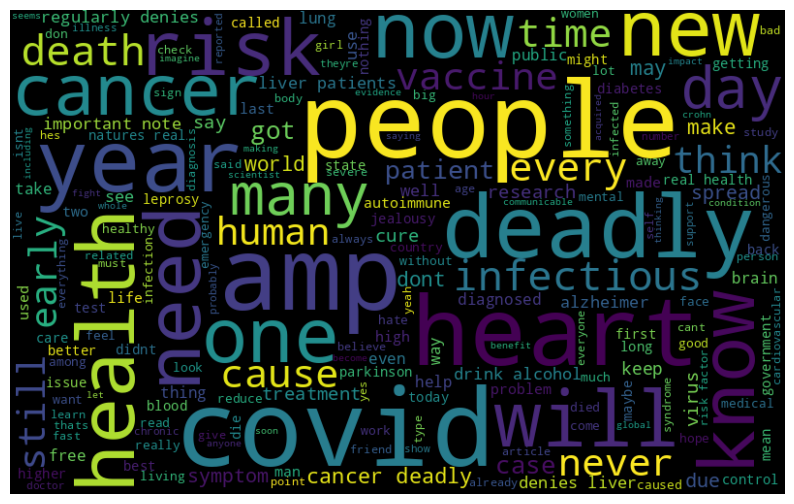 seems
regularly denies
illness
don
death
risk
check
imagine
called
reported
nothing
girl
theyre
lung
use
now
time
public
women
might
new
bad
impact
cancer
sign
liver patients
body
evidence
hour
big
vaccine
may
lot
getting
diabetes
day
important note
say
last
natures real
hes
isnt
including
diagnosis
got
people
crohn
something
infected
acquired
number
study
make
year
making
scientist
said
world
state
severe
saying
patient
every
away
think
take
see
fight
whole
leprosy
many
autoimmune
well
age
research
made
real health
spread
dangerous
live
two
healthy
emergency
human
always
jealousy
cure
country
communicable
mental
self
support
thinking
condition
person
back
early
everything
related
must
infection
need
amp
without
dont
deadly
infectious
brain
used
test
life
feel
probably
one
yeah
hate
believe
become
diagnosed
alzheimer
face
heart
know
care
better
didnt
among
look
cause
even
high
way
first
long
everyone
cant
good
government
cardiovascular
health
issue
thing
parkinson
benefit
keep
virus
risk factor
still
want
let
blood
reduce
treatment
yes
help
today
drink alcohol
problem
much
maybe
medical
learn
thats
fast
read
really
chronic
die
covid
will
died
come
syndrome
global
hope
mean
free
give
anyone
soon
work
friend
show
type
article
never
higher
doctor
best
living
symptom
man
point
cancer deadly
already
denies liver
case
caused
due
control